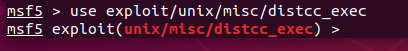 msf5 > use exploit/unix/misc/distcc_exec
msf5 exploit(unix/misc/distcc_exec) >